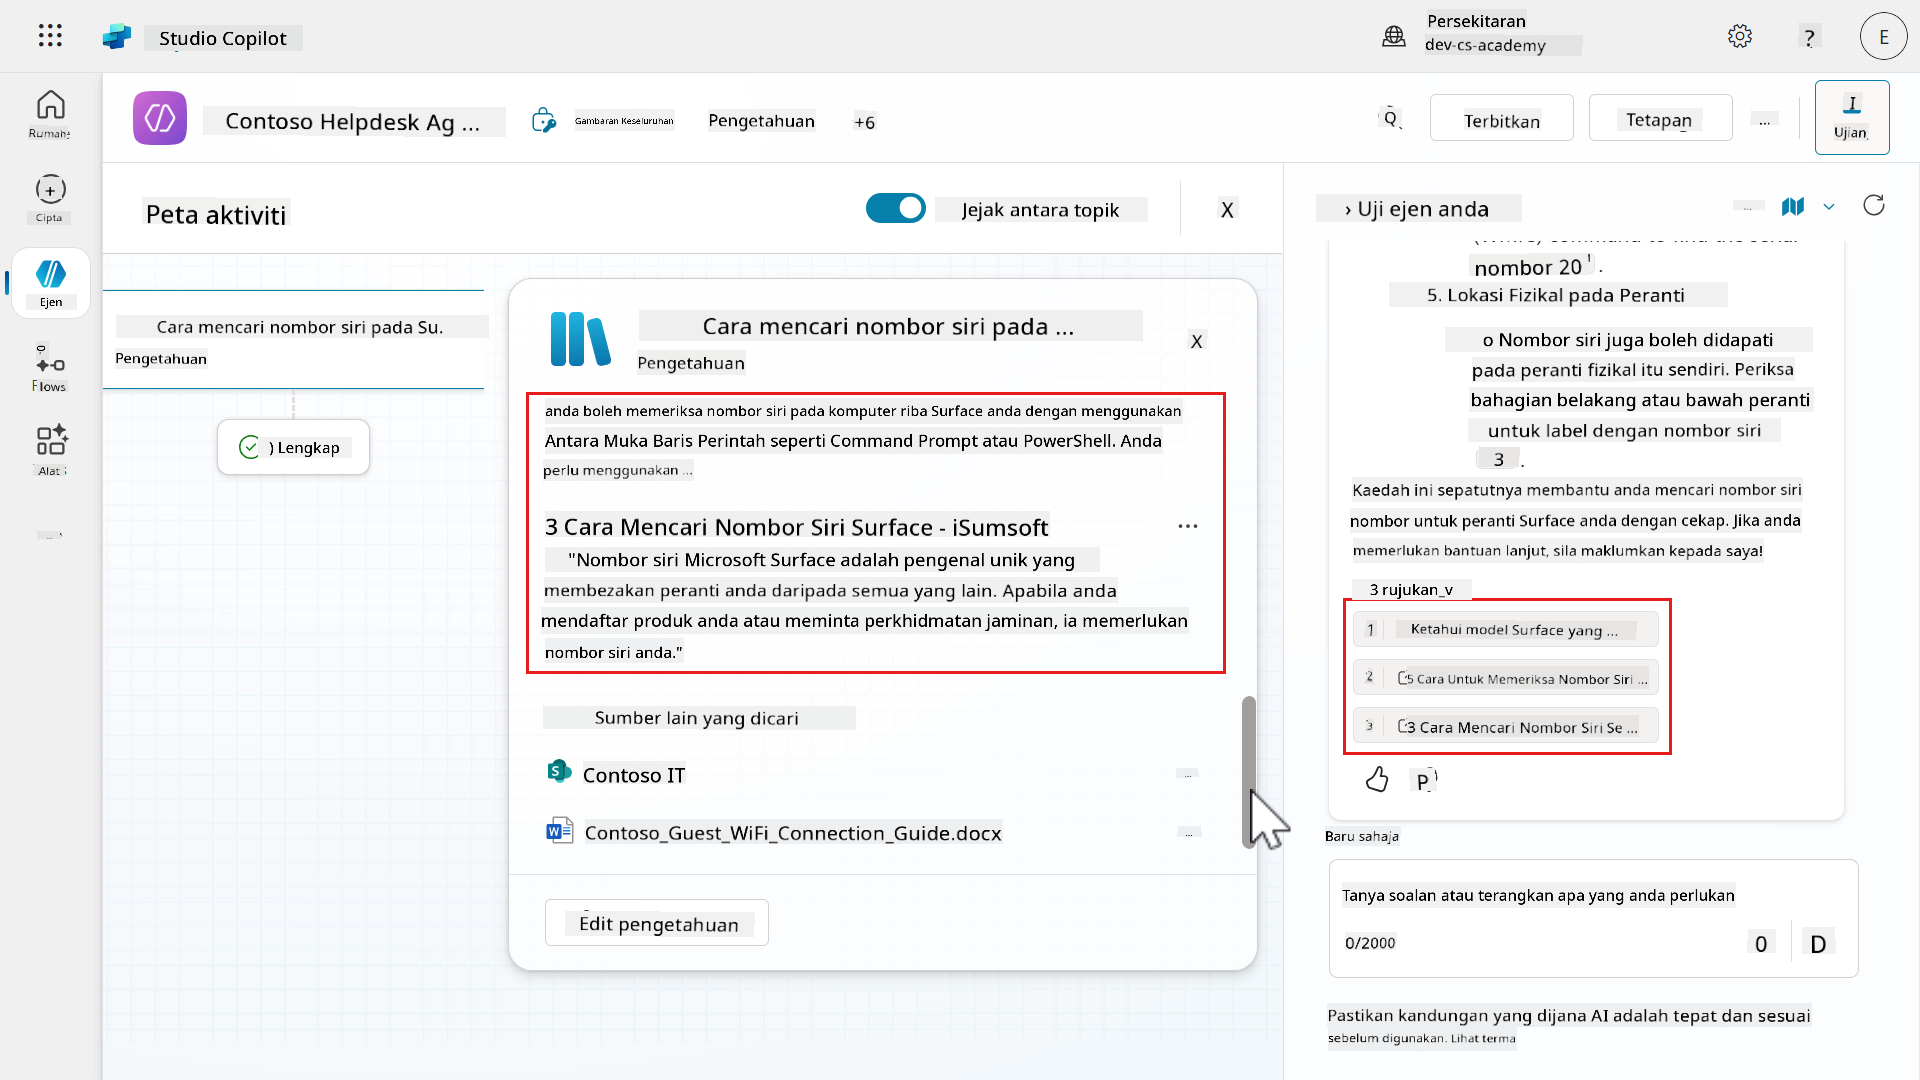 Studio Copilot
Persekitaran
dev-cs-academy
?
E
Rumah
Cipta
Ejen
Flows
Alat
Contoso Helpdesk Ag ...
Gambaran Keseluruhan
Pengetahuan
+6
Q
Terbitkan
Tetapan
...
I
Ujian
Peta aktiviti
Jejak antara topik
X
Cara mencari nombor siri pada Su.
Pengetahuan
) Lengkap
Cara mencari nombor siri pada ...
Pengetahuan
X
anda boleh memeriksa nombor siri pada komputer riba Surface anda dengan menggunakan
Antara Muka Baris Perintah seperti Command Prompt atau PowerShell. Anda
perlu menggunakan ...
3 Cara Mencari Nombor Siri Surface - iSumsoft
...
"Nombor siri Microsoft Surface adalah pengenal unik yang
membezakan peranti anda daripada semua yang lain. Apabila anda
mendaftar produk anda atau meminta perkhidmatan jaminan, ia memerlukan
nombor siri anda."
Sumber lain yang dicari
Contoso IT
...
Contoso_Guest_WiFi_Connection_Guide.docx
...
Edit pengetahuan
› Uji ejen anda
...
nombor 20
5. Lokasi Fizikal pada Peranti
o Nombor siri juga boleh didapati
pada peranti fizikal itu sendiri. Periksa
bahagian belakang atau bawah peranti
untuk label dengan nombor siri
3 .
Kaedah ini sepatutnya membantu anda mencari nombor siri
nombor untuk peranti Surface anda dengan cekap. Jika anda
memerlukan bantuan lanjut, sila maklumkan kepada saya!
3 rujukan_v
1 Ketahui model Surface yang ...
2 5 Cara Untuk Memeriksa Nombor Siri ...
3 3 Cara Mencari Nombor Siri Se ...
P
Baru sahaja
Tanya soalan atau terangkan apa yang anda perlukan
0/2000
0
D
Pastikan kandungan yang dijana AI adalah tepat dan sesuai
sebelum digunakan. Lihat terma